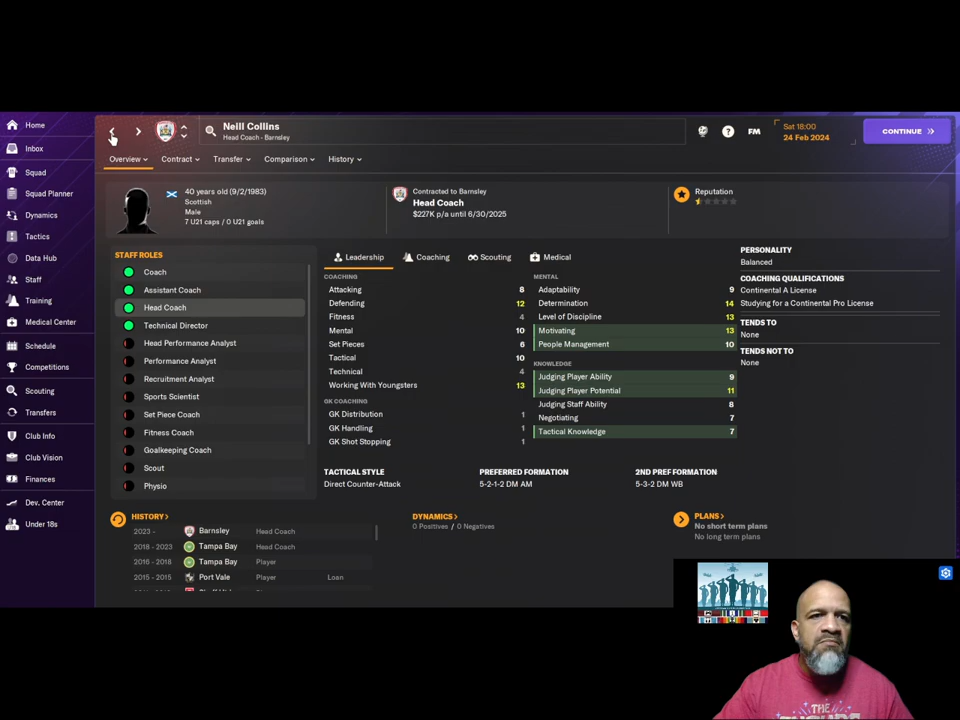 Home
Inbox
Squad
Squad Planner
Dynamics
Tactics
Data Hub
Staff
Training
Medical Center
Schedule
Competitions
Scouting
Transfers
Club Info
Club Vision
Finances
Dev. Center
Under 18s
Neill Collins
Head Coach - Barnsley
FM
Sat 18:00
24 Feb 2024
CONTINUE
Overview Contract Transfer Comparison History
40 years old (9/2/1983)
Scottish
Male
7 U21 caps / 0 U21 goals
Contracted to Barnsley
Head Coach
$227K p/a until 6/30/2025
Reputation
STAFF ROLES
Coach
Assistant Coach
Head Coach
Technical Director
Head Performance Analyst
Performance Analyst
Recruitment Analyst
Sports Scientist
Set Piece Coach
Fitness Coach
Goalkeeping Coach
Scout
Physio
Leadership Coaching Scouting Medical
COACHING
Attacking 8
Defending 12
Fitness 4
Mental 10
Set Pieces 6
Tactical 10
Technical 4
Working With Youngsters 13
GK COACHING
GK Distribution 1
GK Handling 1
GK Shot Stopping 1
MENTAL
Adaptability 9
Determination 14
Level of Discipline 13
Motivating 13
People Management 10
KNOWLEDGE
Judging Player Ability 9
Judging Player Potential 11
Judging Staff Ability 8
Negotiating 7
Tactical Knowledge 7
PERSONALITY
Balanced
COACHING QUALIFICATIONS
Continental A License
Studying for a Continental Pro License
TENDS TO
None
TENDS NOT TO
None
TACTICAL STYLE
Direct Counter-Attack
PREFERRED FORMATION
5-2-1-2 DM AM
2ND PREF FORMATION
5-3-2 DM WB
HISTORY
2023 - Barnsley Head Coach
2018 - 2023 Tampa Bay Head Coach
2016 - 2018 Tampa Bay Player
2015 - 2015 Port Vale Player Loan
DYNAMICS
0 Positives / 0 Negatives
PLANS
No short term plans
No long term plans
THE